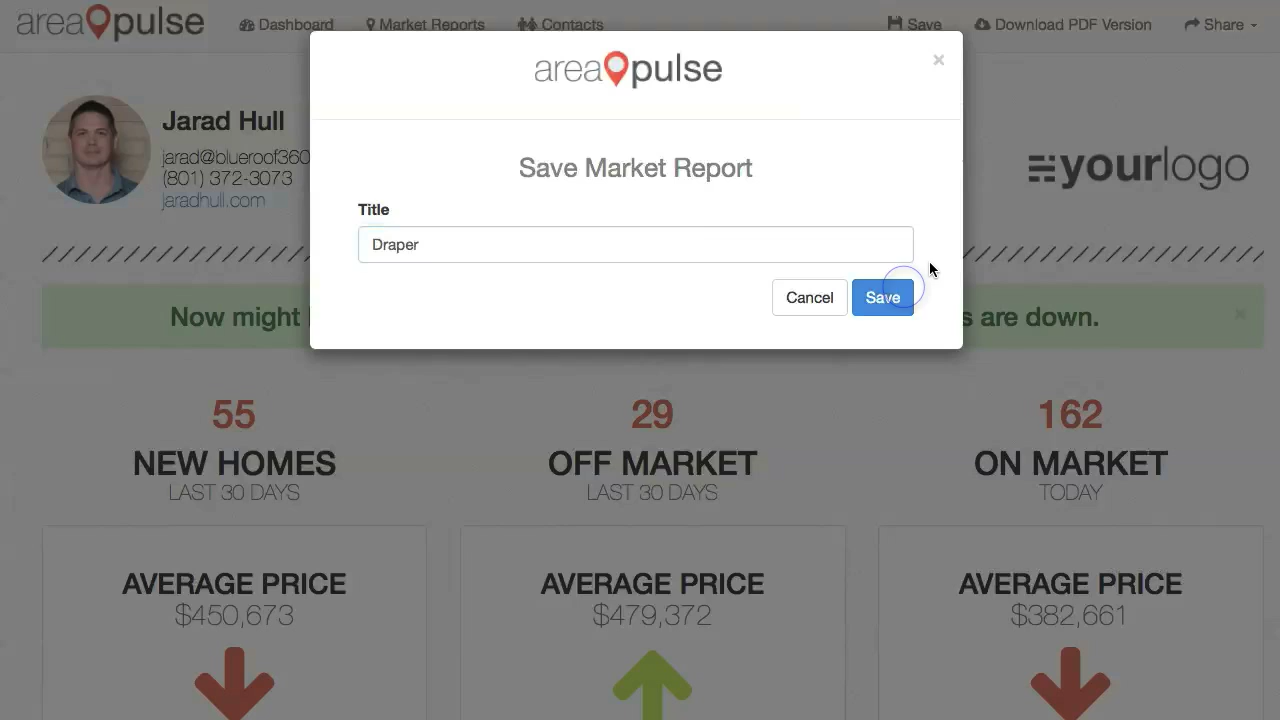 areapulse
Dashboard
Market Reports
Contacts
Save
Download PDF Version
Share
areapulse
×
Jarad Hull
jarad@blueroof360
(801) 372-3073
jaradhull.com
Save Market Report
Title
Draper
Cancel
Save
yourlogo
Now might
s are down.
×
55
NEW HOMES
LAST 30 DAYS
29
OFF MARKET
LAST 30 DAYS
162
ON MARKET
TODAY
AVERAGE PRICE
$450,673
AVERAGE PRICE
$479,372
AVERAGE PRICE
$382,661